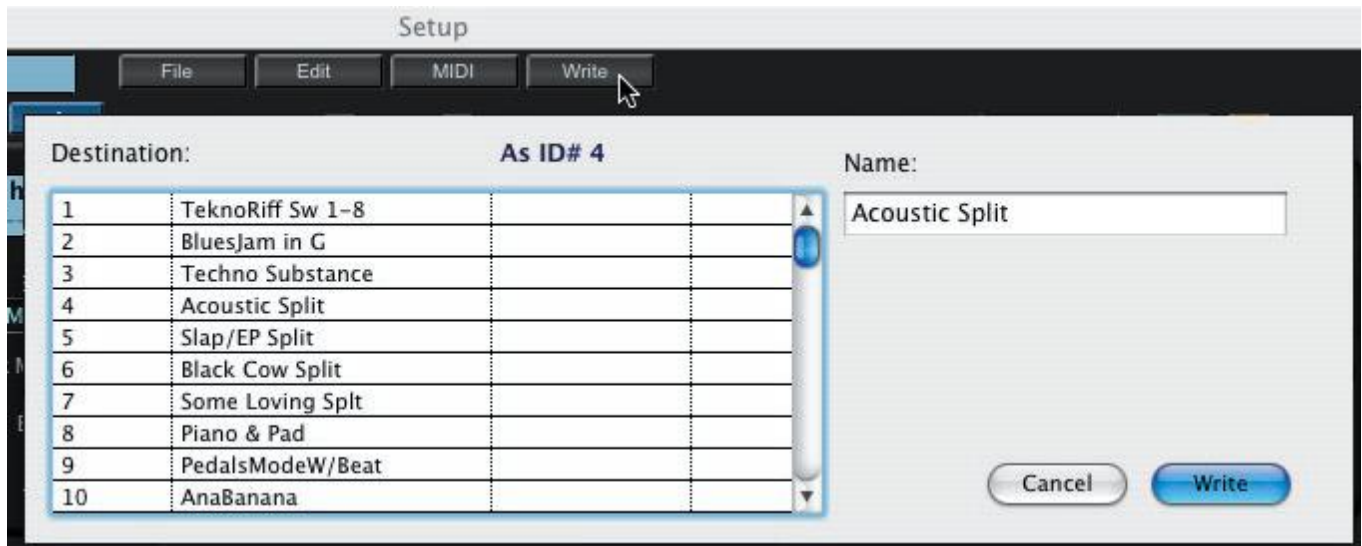 Setup
File Edit MIDI Write
Destination: As ID# 4 Name:
Acoustic Split
1 TeknoRiff Sw 1-8
2 BluesJam in G
3 Techno Substance
4 Acoustic Split
5 Slap/EP Split
6 Black Cow Split
7 Some Loving Splt
8 Piano & Pad
9 PedalsModeW/Beat
10 AnaBanana
Cancel Write